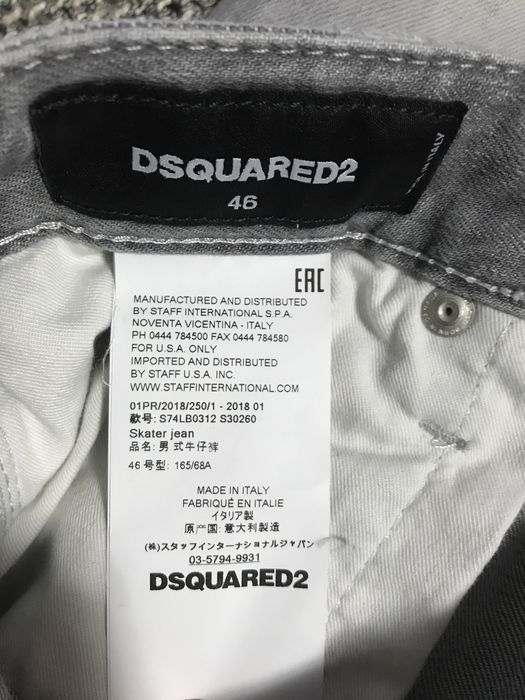 DSQUARED2
46
EAC
MANUFACTURED AND DISTRIBUTED
BY STAFF INTERNATIONAL S.P.A.
NOVENTA VICENTINA - ITALY
PH 0444 784500 FAX 0444 784580
FOR U.S.A. ONLY
IMPORTED AND DISTRIBUTED
BY STAFF U.S.A. INC.
WWW.STAFFINTERNATIONAL.COM
01PR/2018/250/1 - 2018 01
款号: S74LB0312 S30260
Skater jean
品名: 男式牛仔裤
46 号型: 165/68A
MADE IN ITALY
FABRIQUÉ EN ITALIE
イタリア製
原产国: 意大利製造
(株)スタッフインターナショナルジャパン
03-5794-9931
DSQUARED2